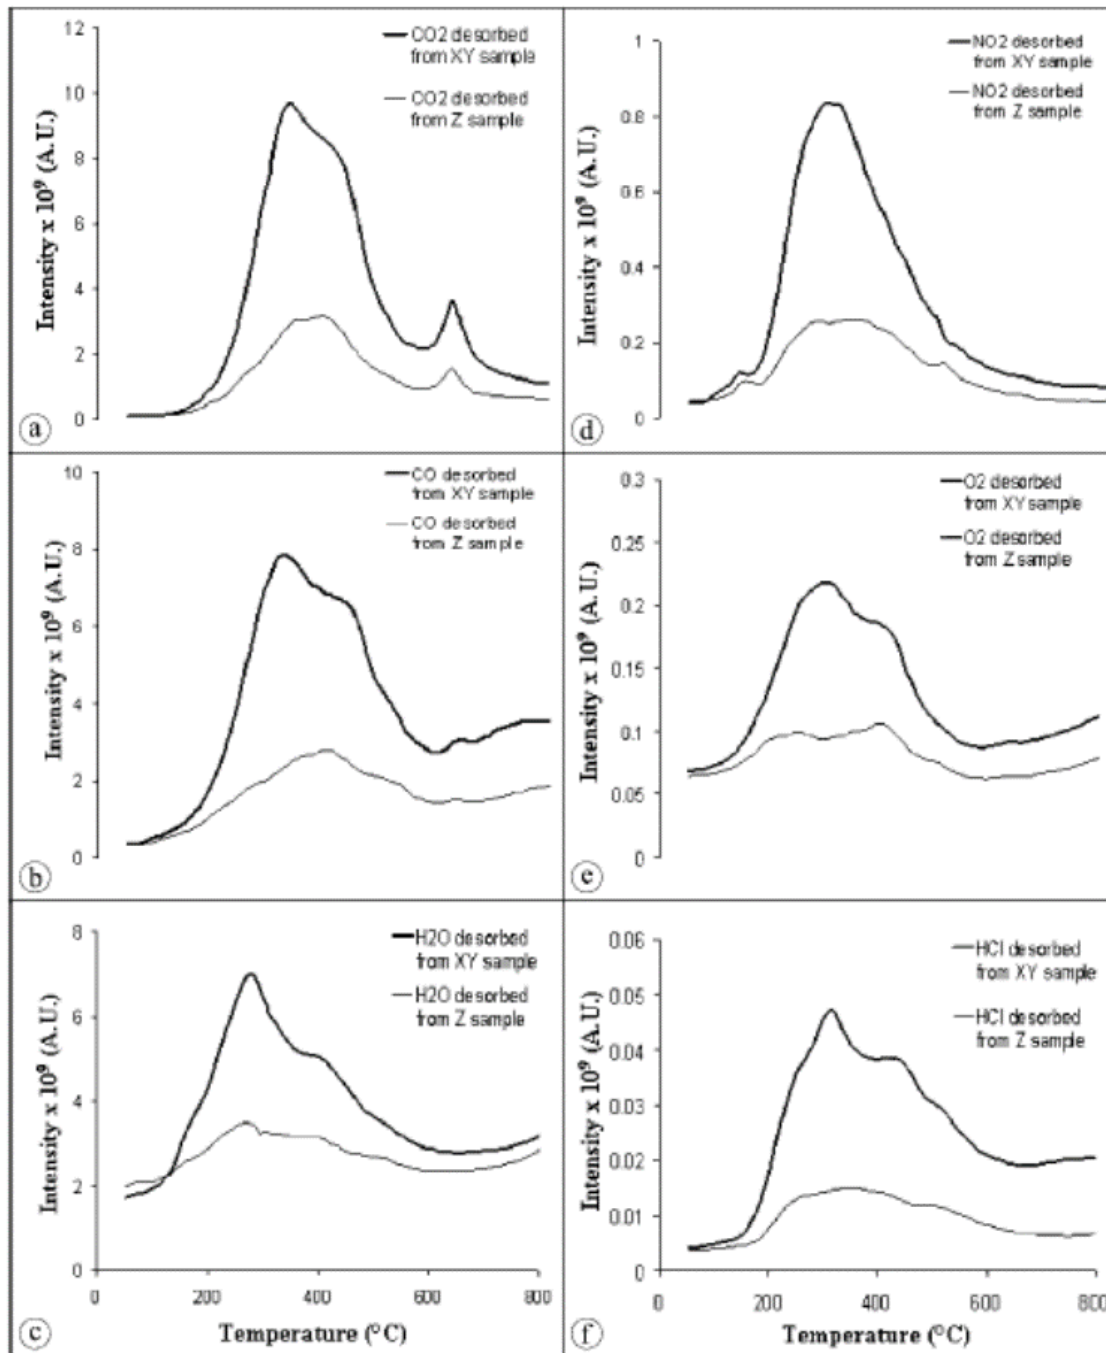 12
10
8
6
4
2
0
Intensity x 10⁹ (A.U.)
CO2 desorbed
from XY sample
CO2 desorbed
from Z sample
a
1
0.8
0.6
0.4
0.2
0
Intensity x 10⁹ (A.U.)
NO2 desorbed
from XY sample
NO2 desorbed
from Z sample
d
10
8
6
4
2
0
Intensity x 10⁹ (A.U.)
CO desorbed
from XY sample
CO desorbed
from Z sample
b
0.3
0.25
0.2
0.15
0.1
0.05
0
Intensity x 10⁹ (A.U.)
O2 desorbed
from XY sample
O2 desorbed
from Z sample
e
8
6
4
2
0
Intensity x 10⁹ (A.U.)
H2O desorbed
from XY sample
H2O desorbed
from Z sample
0 200 400 600 800
Temperature (°C)
c
0.06
0.05
0.04
0.03
0.02
0.01
0
Intensity x 10⁹ (A.U.)
HCl desorbed
from XY sample
HCl desorbed
from Z sample
0 200 400 600 800
Temperature (°C)
f